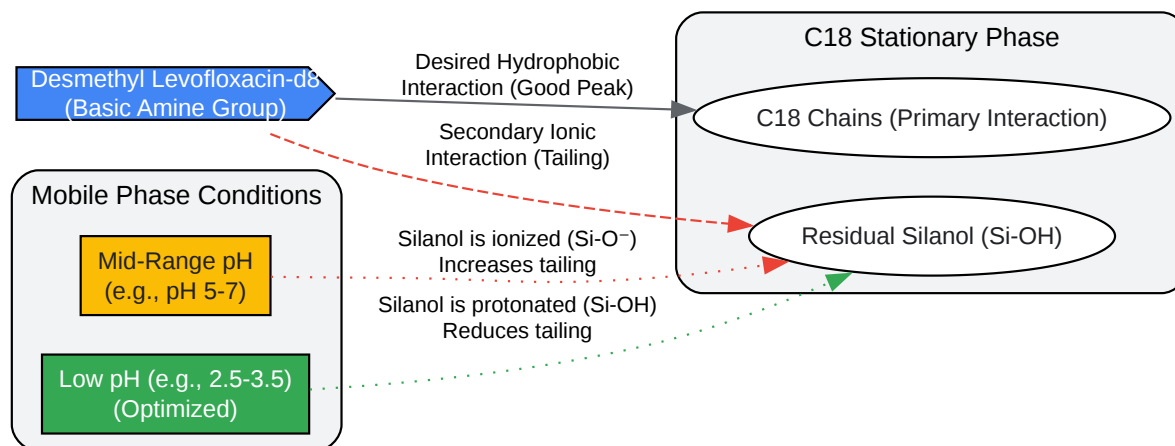 Desmethyl Levofloxacin-d8
(Basic Amine Group)
Desired Hydrophobic
Interaction (Good Peak)
Secondary Ionic
Interaction (Tailing)
C18 Stationary Phase
C18 Chains (Primary Interaction)
Residual Silanol (Si-OH)
Mobile Phase Conditions
Mid-Range pH
(e.g., pH 5-7)
Silanol is ionized (Si-O⁻)
Increases tailing
Silanol is protonated (Si-OH)
Reduces tailing
Low pH (e.g., 2.5-3.5)
(Optimized)